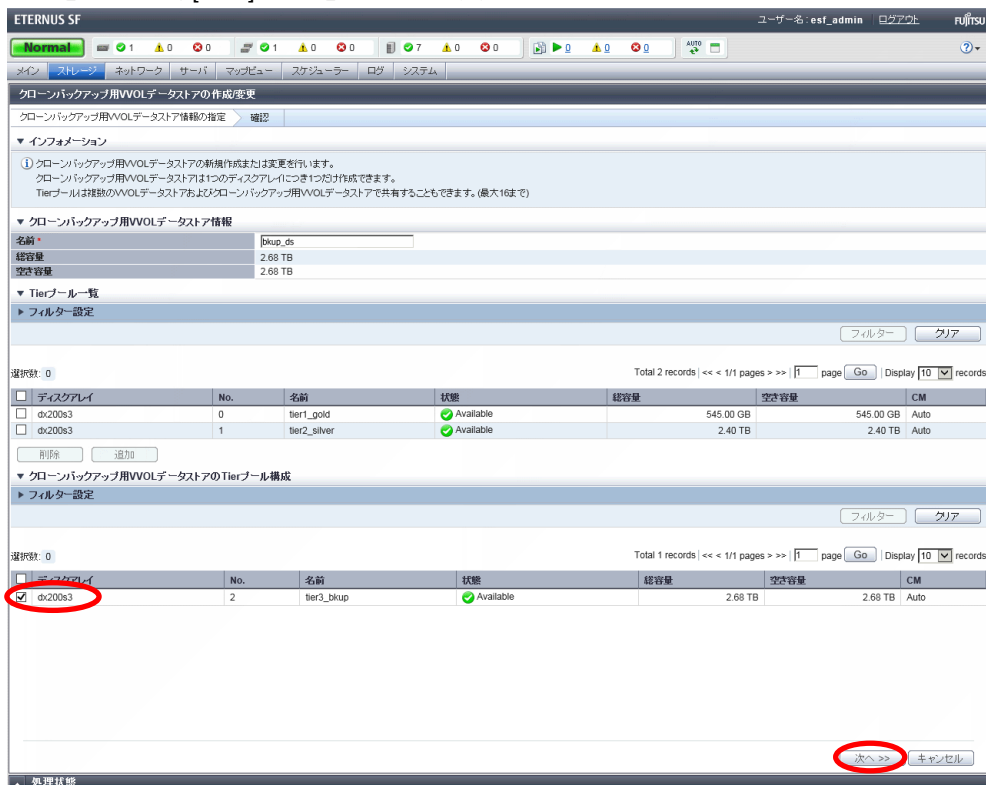 ETERNUS SF ユーザー名 : esf_admin ログアウト FUJITSU
Normal 1 0 0 1 0 0 7 0 0 0 0 0 AUTO
メイン ストレージ ネットワーク サーバ マップビュー スケジューラー ログ システム
クローンバックアップ用VVOLデータストアの作成/変更
クローンバックアップ用VVOLデータストア情報の指定 確認
▼ インフォメーション
クローンバックアップ用VVOLデータストアの新規作成または変更を行います。
クローンバックアップ用VVOLデータストアは1つのディスクアレイにつき1つだけ作成できます。
Tierプールは複数のVVOLデータストアおよびクローンバックアップ用VVOLデータストアで共有することもできます。(最大16まで)
▼ クローンバックアップ用VVOLデータストア情報
名前 * bkup_ds
総容量 2.68 TB
空き容量 2.68 TB
▼ Tierプール一覧
▶ フィルター設定
フィルター クリア
選択数: 0 Total 2 records | << < 1/1 pages > >> | 1 page Go | Display 10 records
ディスクアレイ No. 名前 状態 総容量 空き容量 CM
dx200s3 0 tier1_gold Available 545.00 GB 545.00 GB Auto
dx200s3 1 tier2_silver Available 2.40 TB 2.40 TB Auto
削除 追加
▼ クローンバックアップ用VVOLデータストアのTierプール構成
▶ フィルター設定
フィルター クリア
選択数: 0 Total 1 records | << < 1/1 pages > >> | 1 page Go | Display 10 records
ディスクアレイ No. 名前 状態 総容量 空き容量 CM
dx200s3 2 tier3_bkup Available 2.68 TB 2.68 TB Auto
次へ >> キャンセル
処理状態